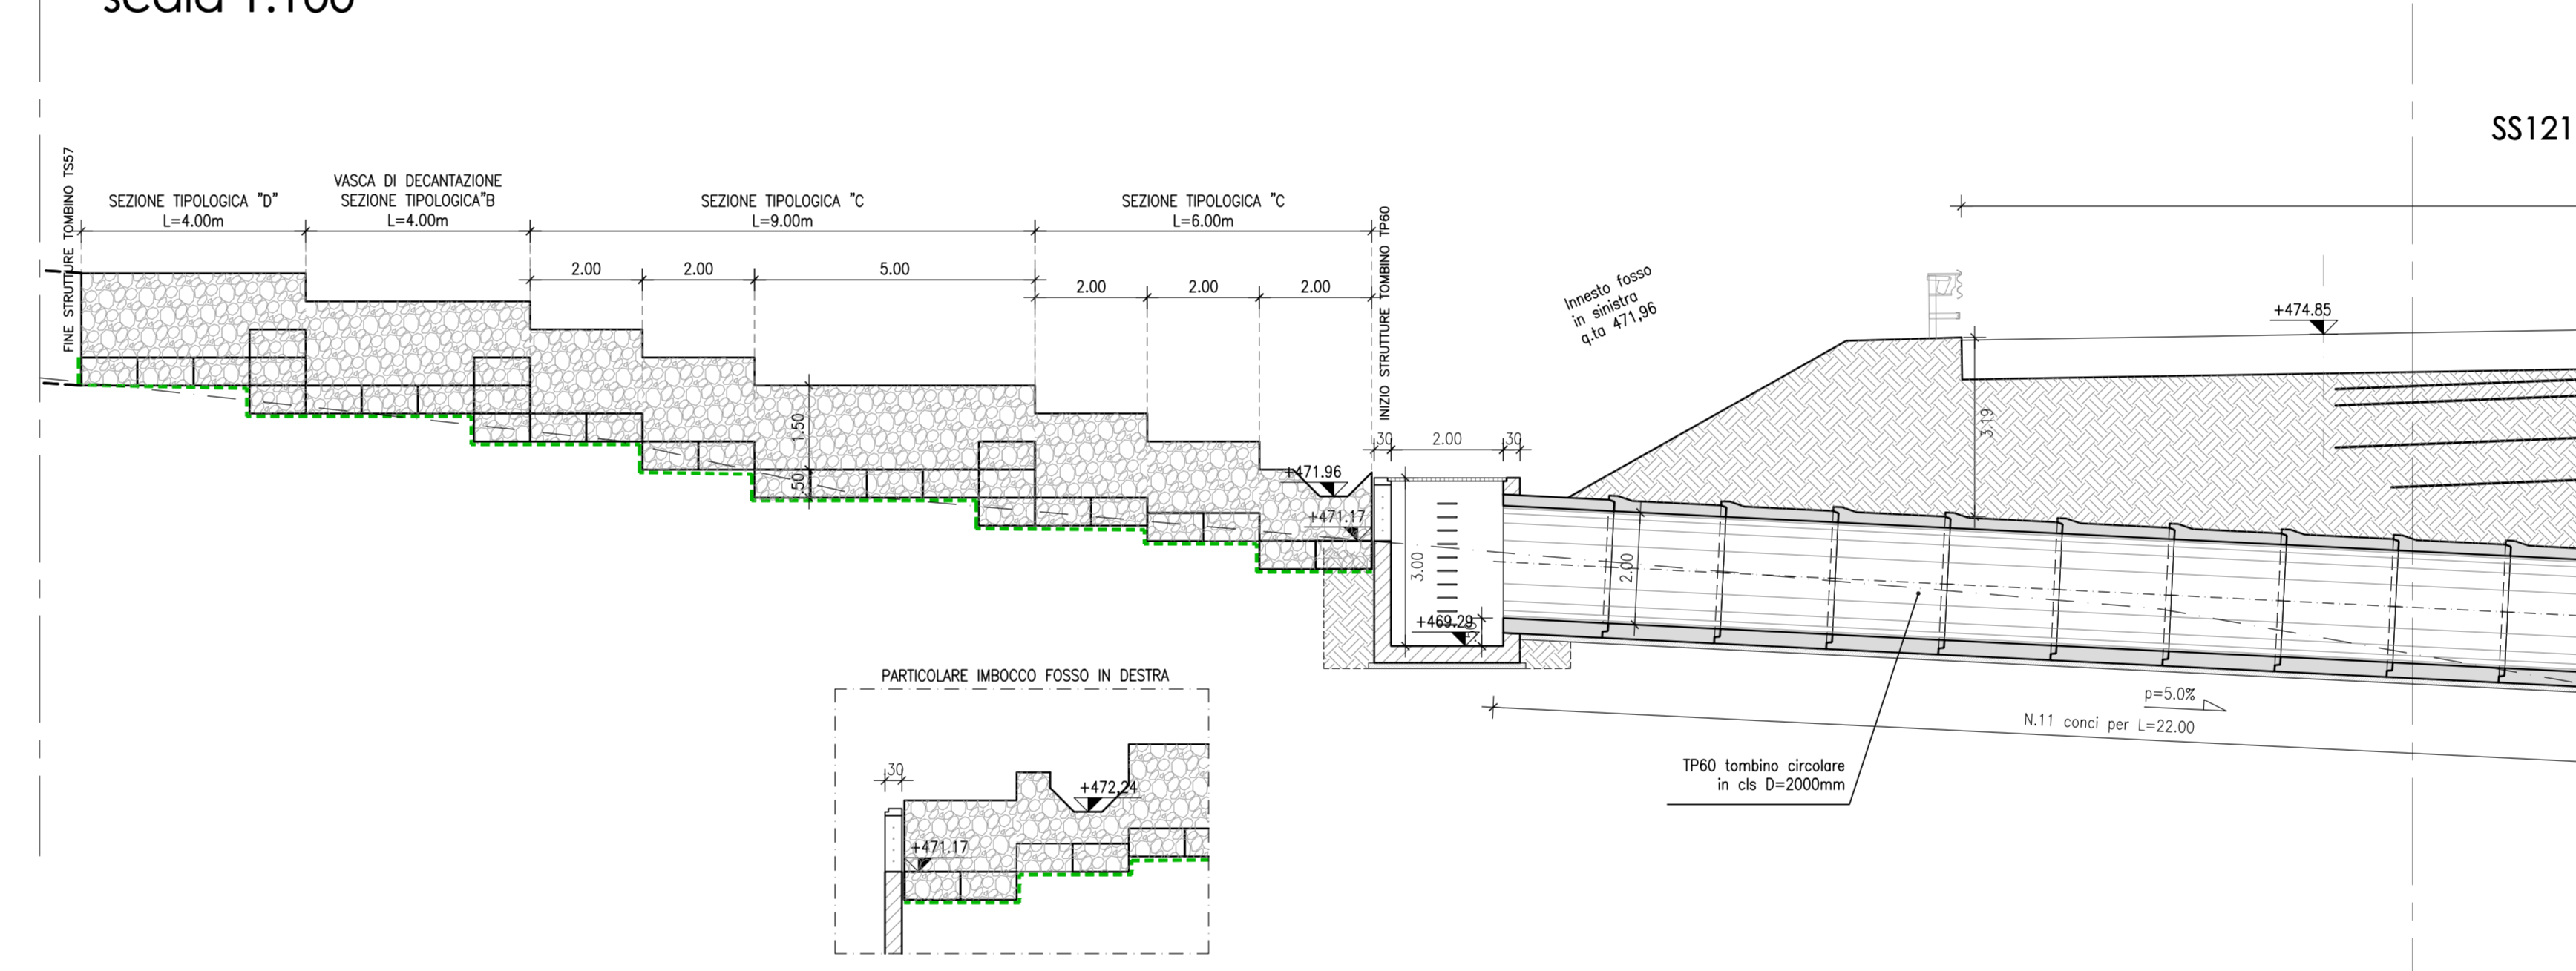 scala 1:100
SS121
FINE STRUTTURE TOMBINO TS57
SEZIONE TIPOLOGICA "D"
L=4.00m
VASCA DI DECANTAZIONE
SEZIONE TIPOLOGICA"B
L=4.00m
SEZIONE TIPOLOGICA "C
L=9.00m
SEZIONE TIPOLOGICA "C
L=6.00m
INIZIO STRUTTURE TOMBINO TP60
2.00
2.00
5.00
2.00
2.00
2.00
1.50
.50
+471.96
+471.17
30
2.00
30
3.00
+469.29
Innesto fosso
in sinistra
q.ta 471,96
+474.85
3.19
2.00
p=5.0%
N.11 conci per L=22.00
TP60 tombino circolare
in cls D=2000mm
PARTICOLARE IMBOCCO FOSSO IN DESTRA
30
+472,24
+471.17